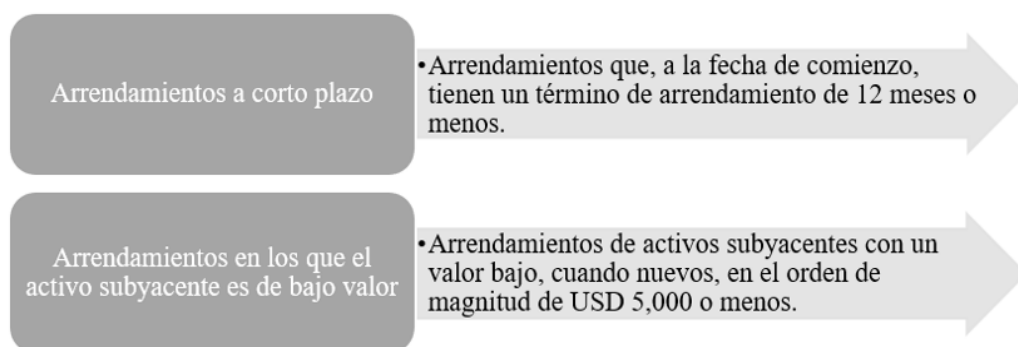 Arrendamientos a corto plazo
•Arrendamientos que, a la fecha de comienzo,
tienen un término de arrendamiento de 12 meses o
menos.
Arrendamientos en los que el
activo subyacente es de bajo valor
•Arrendamientos de activos subyacentes con un
valor bajo, cuando nuevos, en el orden de
magnitud de USD 5,000 o menos.